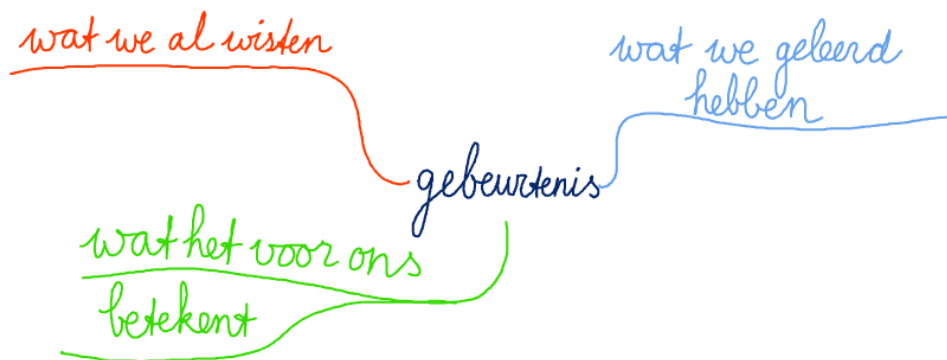 wat we al wisten
wat we geleerd
hebben
gebeurtenis
wat het voor ons
betekent